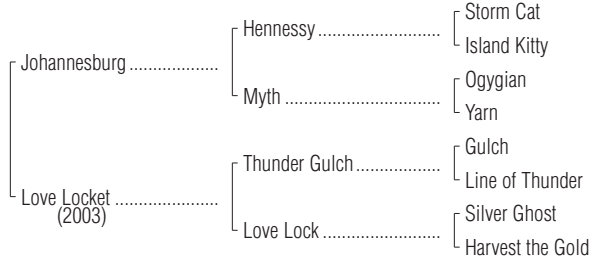 Storm Cat
Hennessy
Island Kitty
Johannesburg
Ogygian
Myth
Yarn
Gulch
Thunder Gulch
Line of Thunder
Love Locket
(2003)
Silver Ghost
Love Lock
Harvest the Gold